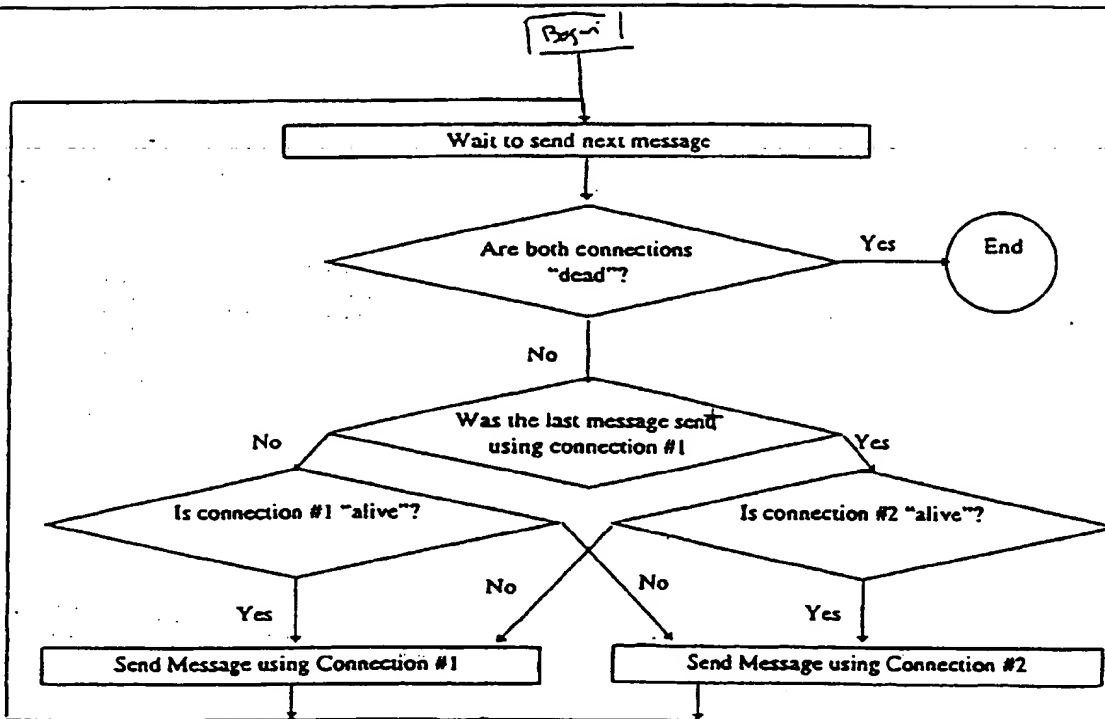 Begin
Wait to send next message
Are both connections
"dead"?
Yes
End
No
Was the last message sent
using connection #1
No
Yes
Is connection #1 "alive"?
Is connection #2 "alive"?
No
No
Yes
Yes
Send Message using Connection #1
Send Message using Connection #2